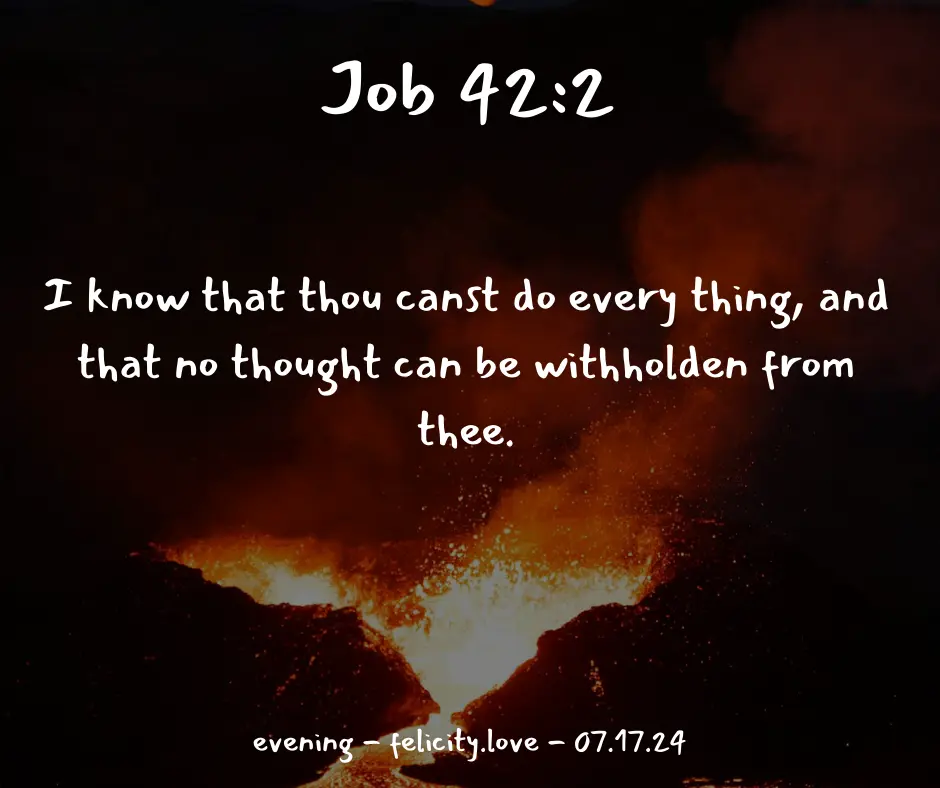 Job 42:2
I know that thou canst do every thing, and
that no thought can be withholden from
thee.
evening – felicity.love – 07.17.24